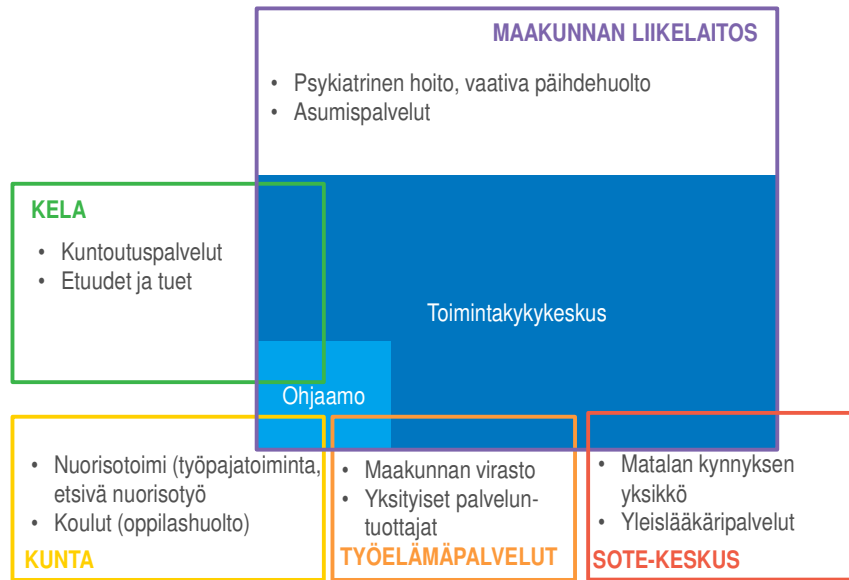 MAAKUNNAN LIIKELAITOS
• Psykiatrinen hoito, vaativa päihdehuolto
• Asumispalvelut
KELA
• Kuntoutuspalvelut
• Etuudet ja tuet
Toimintakykykeskus
Ohjaamo
• Nuorisotoimi (työpajatoiminta,
etsivä nuorisotyö
• Koulut (oppilashuolto)
KUNTA
• Maakunnan virasto
• Yksityiset palvelun-
tuottajat
TYÖELÄMÄPALVELUT
• Matalan kynnyksen
yksikkö
• Yleislääkäripalvelut
SOTE-KESKUS